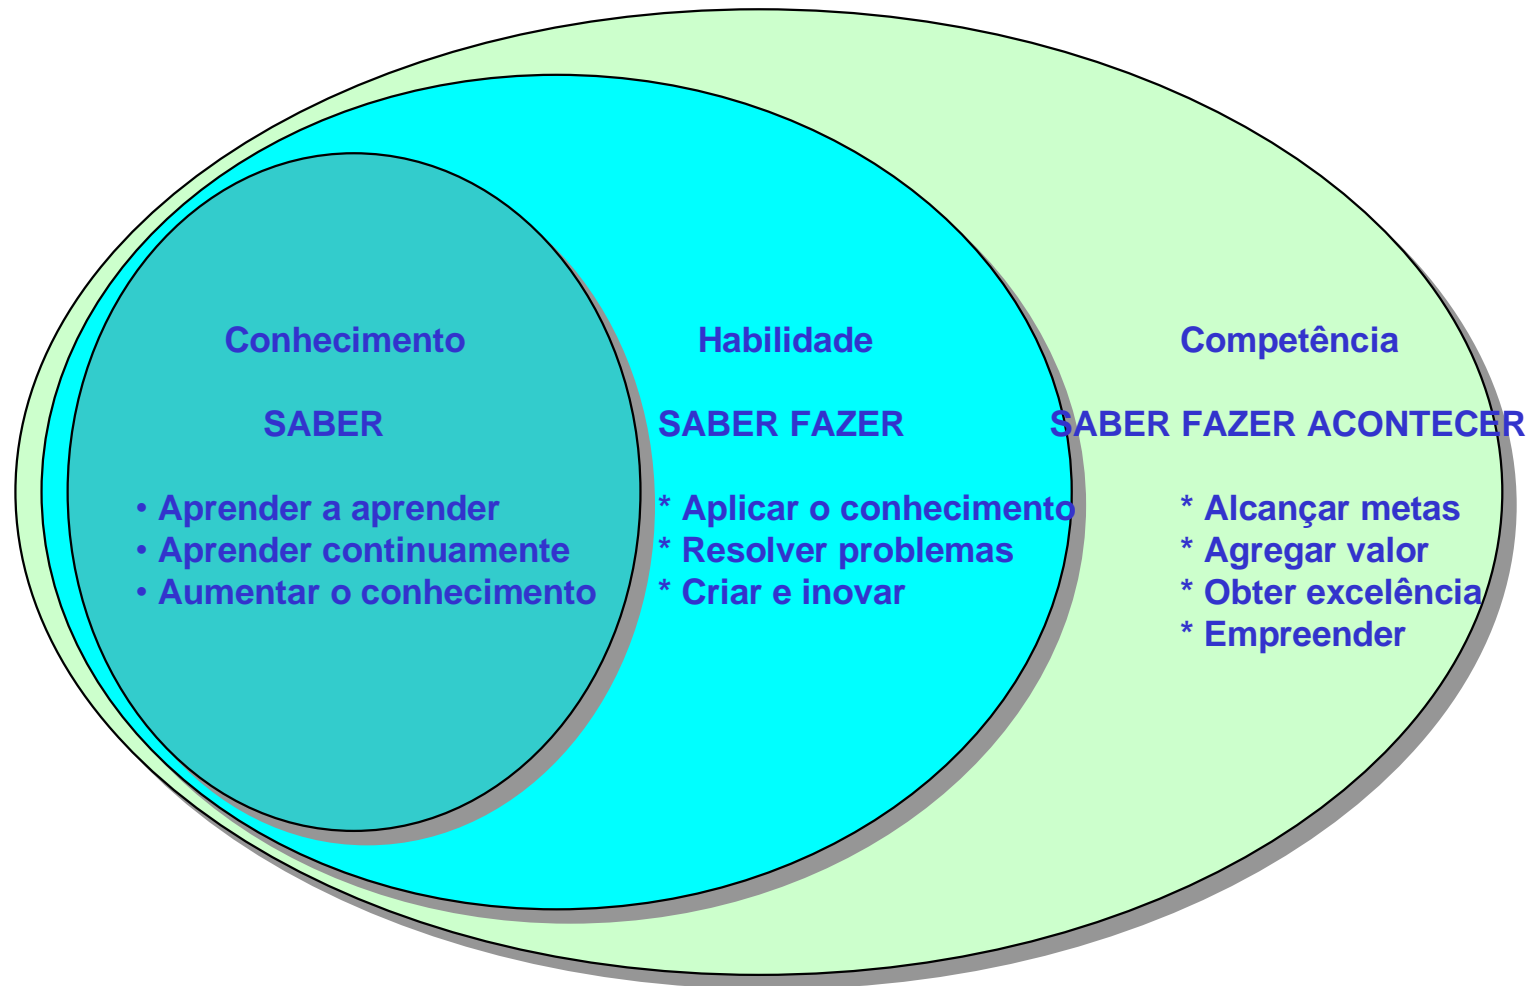 Conhecimento
SABER
• Aprender a aprender
• Aprender continuamente
• Aumentar o conhecimento
Habilidade
SABER FAZER
* Aplicar o conhecimento
* Resolver problemas
* Criar e inovar
Competência
SABER FAZER ACONTECER
* Alcançar metas
* Agregar valor
* Obter excelência
* Empreender